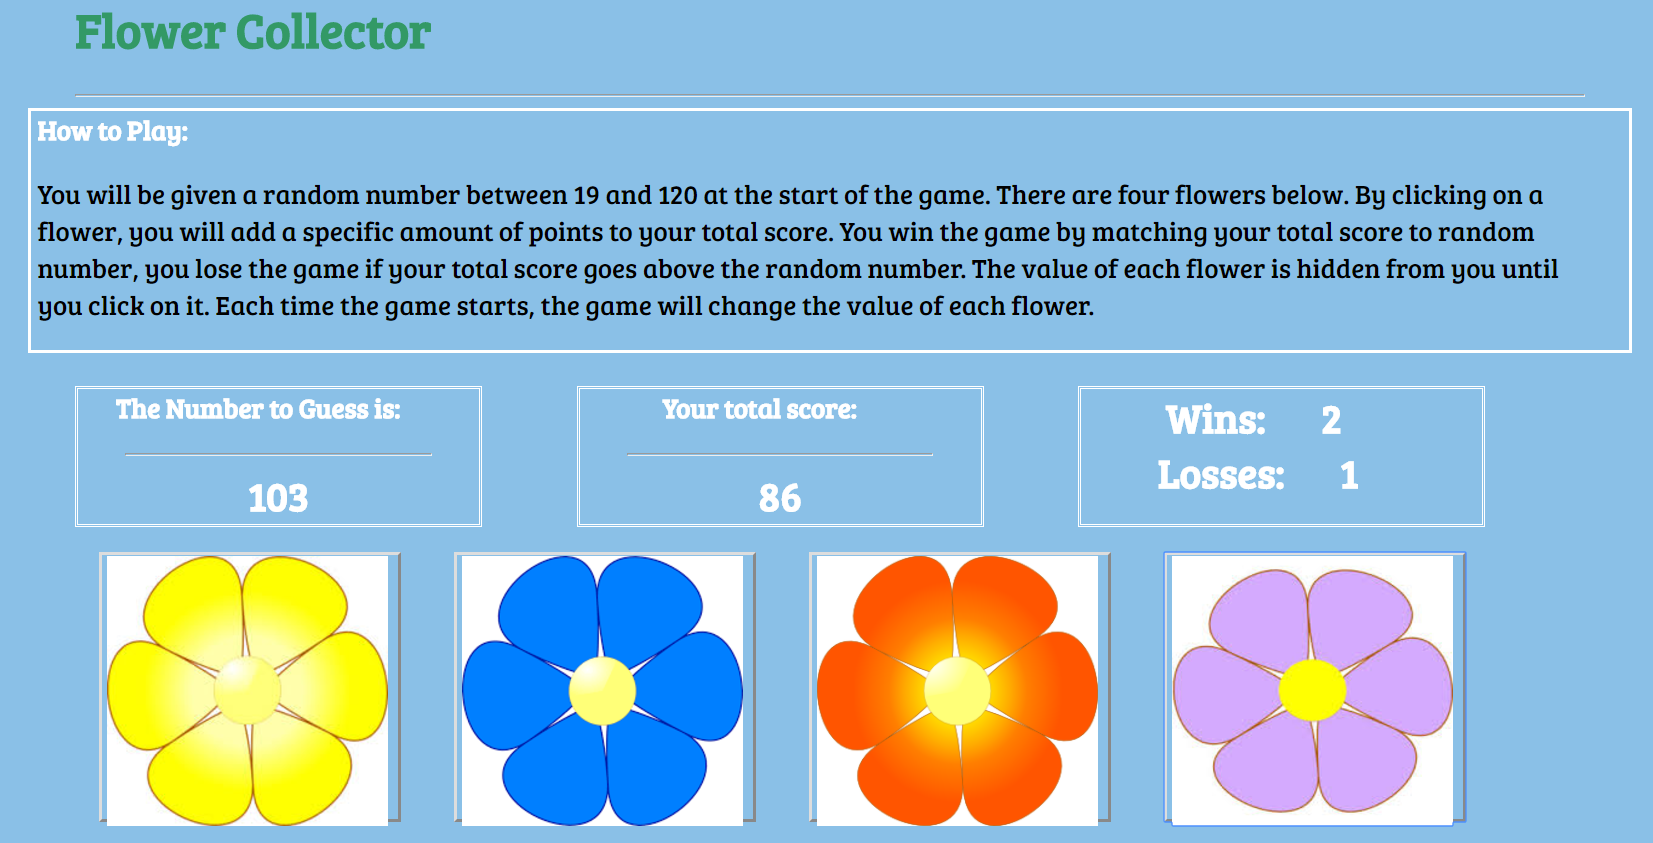 Flower Collector
How to Play:
You will be given a random number between 19 and 120 at the start of the game. There are four flowers below. By clicking on a
flower, you will add a specific amount of points to your total score. You win the game by matching your total score to random
number, you lose the game if your total score goes above the random number. The value of each flower is hidden from you until
you click on it. Each time the game starts, the game will change the value of each flower.
The Number to Guess is:
103
Your total score:
86
Wins: 2
Losses: 1